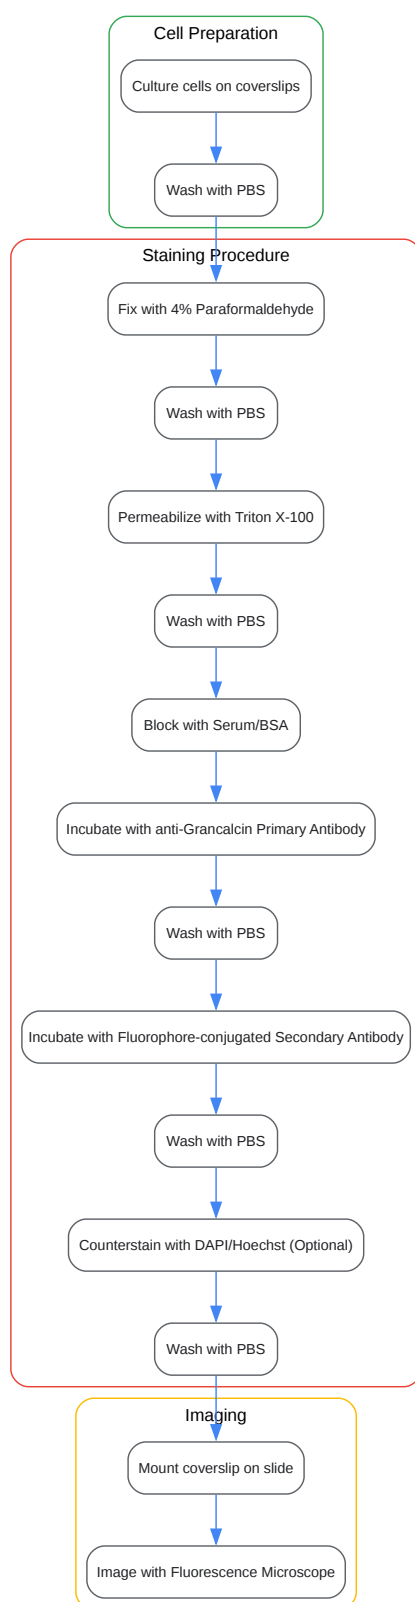 Cell Preparation
Culture cells on coverslips
Wash with PBS
Staining Procedure
Fix with 4% Paraformaldehyde
Wash with PBS
Permeabilize with Triton X-100
Wash with PBS
Block with Serum/BSA
Incubate with anti-Grancalcin Primary Antibody
Wash with PBS
Incubate with Fluorophore-conjugated Secondary Antibody
Wash with PBS
Counterstain with DAPI/Hoechst (Optional)
Wash with PBS
Imaging
Mount coverslip on slide
Image with Fluorescence Microscope